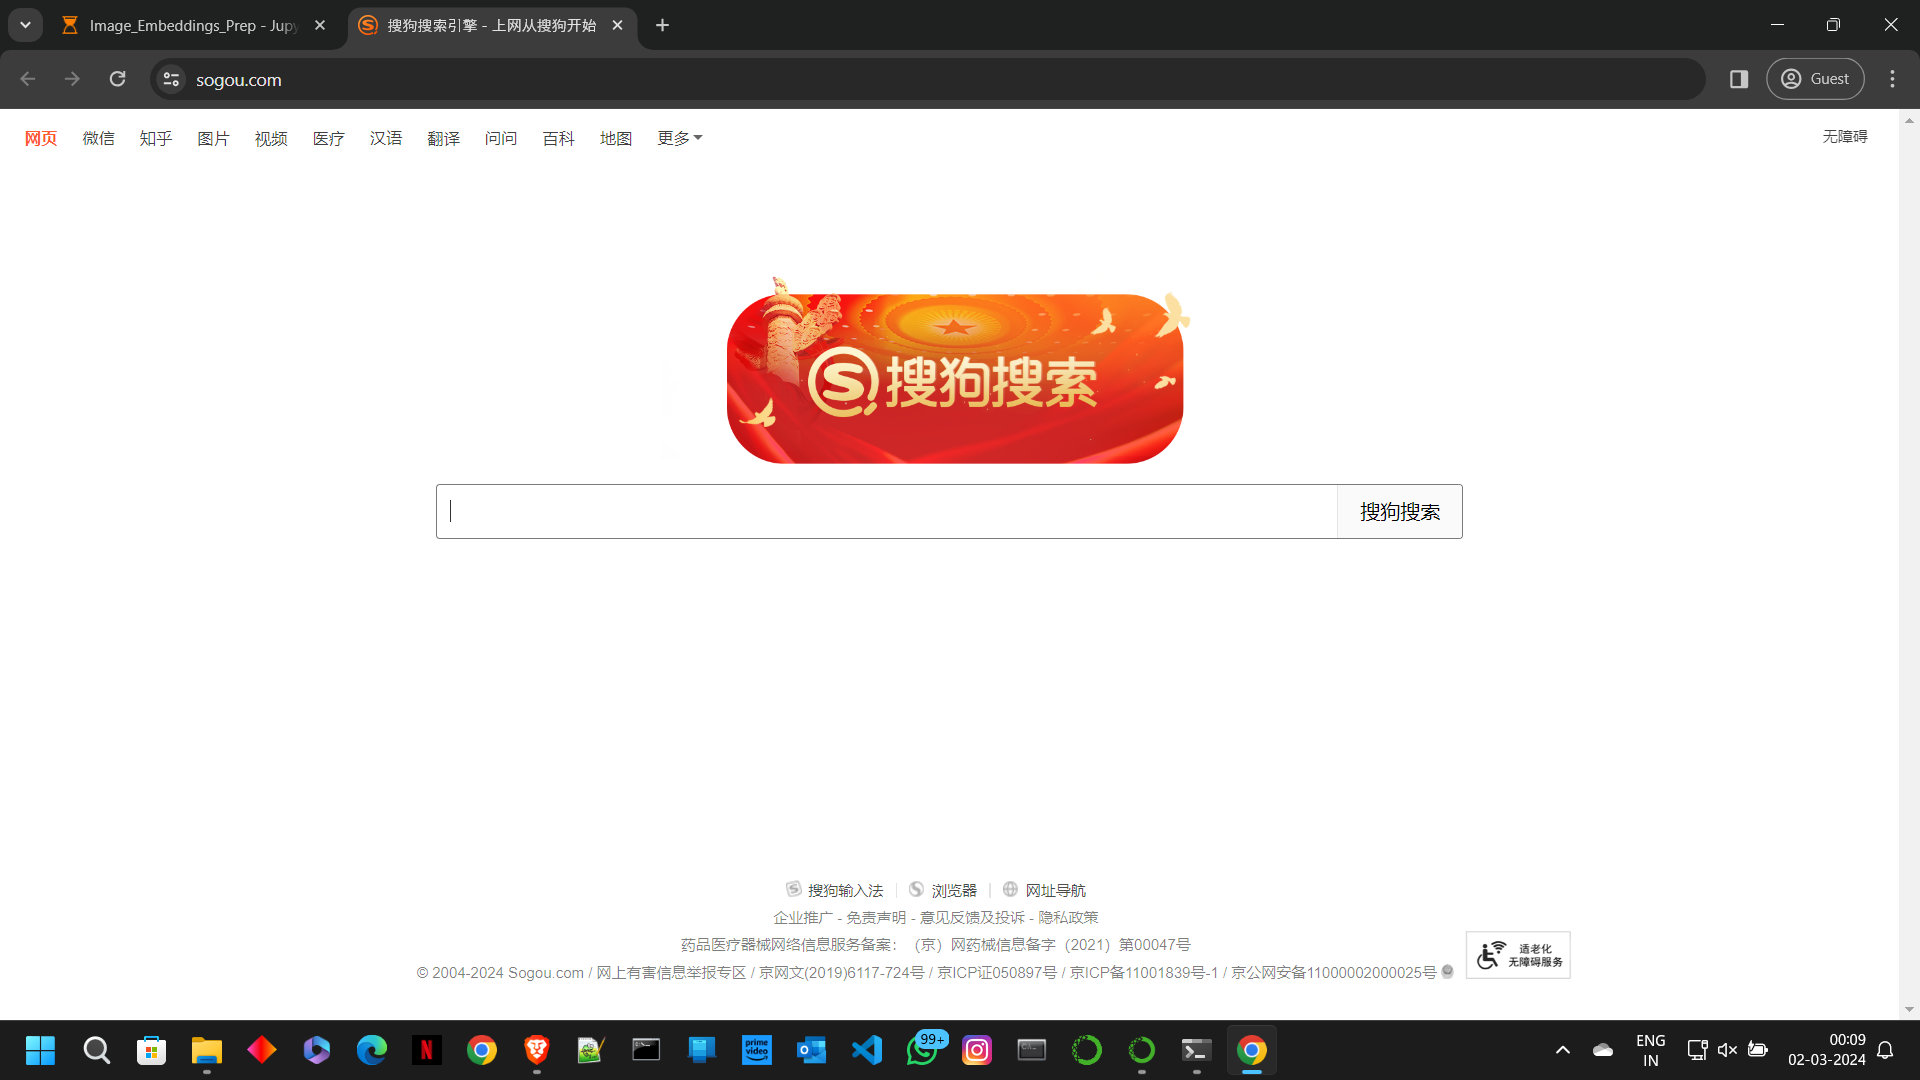 Image_Embeddings_Prep - Jupy
搜狗搜索引擎 - 上网从搜狗开始
sogou.com
Guest
网页 微信 知乎 图片 视频 医疗 汉语 翻译 问问 百科 地图 更多
无障碍
搜狗搜索
搜狗搜索
搜狗输入法 浏览器 网址导航
企业推广 - 免责声明 - 意见反馈及投诉 - 隐私政策
药品医疗器械网络信息服务备案：（京）网药械信息备字（2021）第00047号
© 2004-2024 Sogou.com / 网上有害信息举报专区 / 京网文(2019)6117-724号 / 京ICP证050897号 / 京ICP备11001839号-1 / 京公网安备11000002000025号
适老化
无障碍服务
prime video
99+
ENG
IN
00:09
02-03-2024